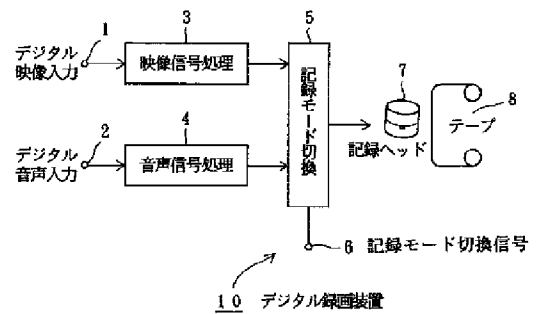 1
3
5
デジタル
映像入力
映像信号処理
7
8
記録モード切換
2
4
テープ
デジタル
音声入力
音声信号処理
記録ヘッド
6 記録モード切換信号
10 デジタル録画装置